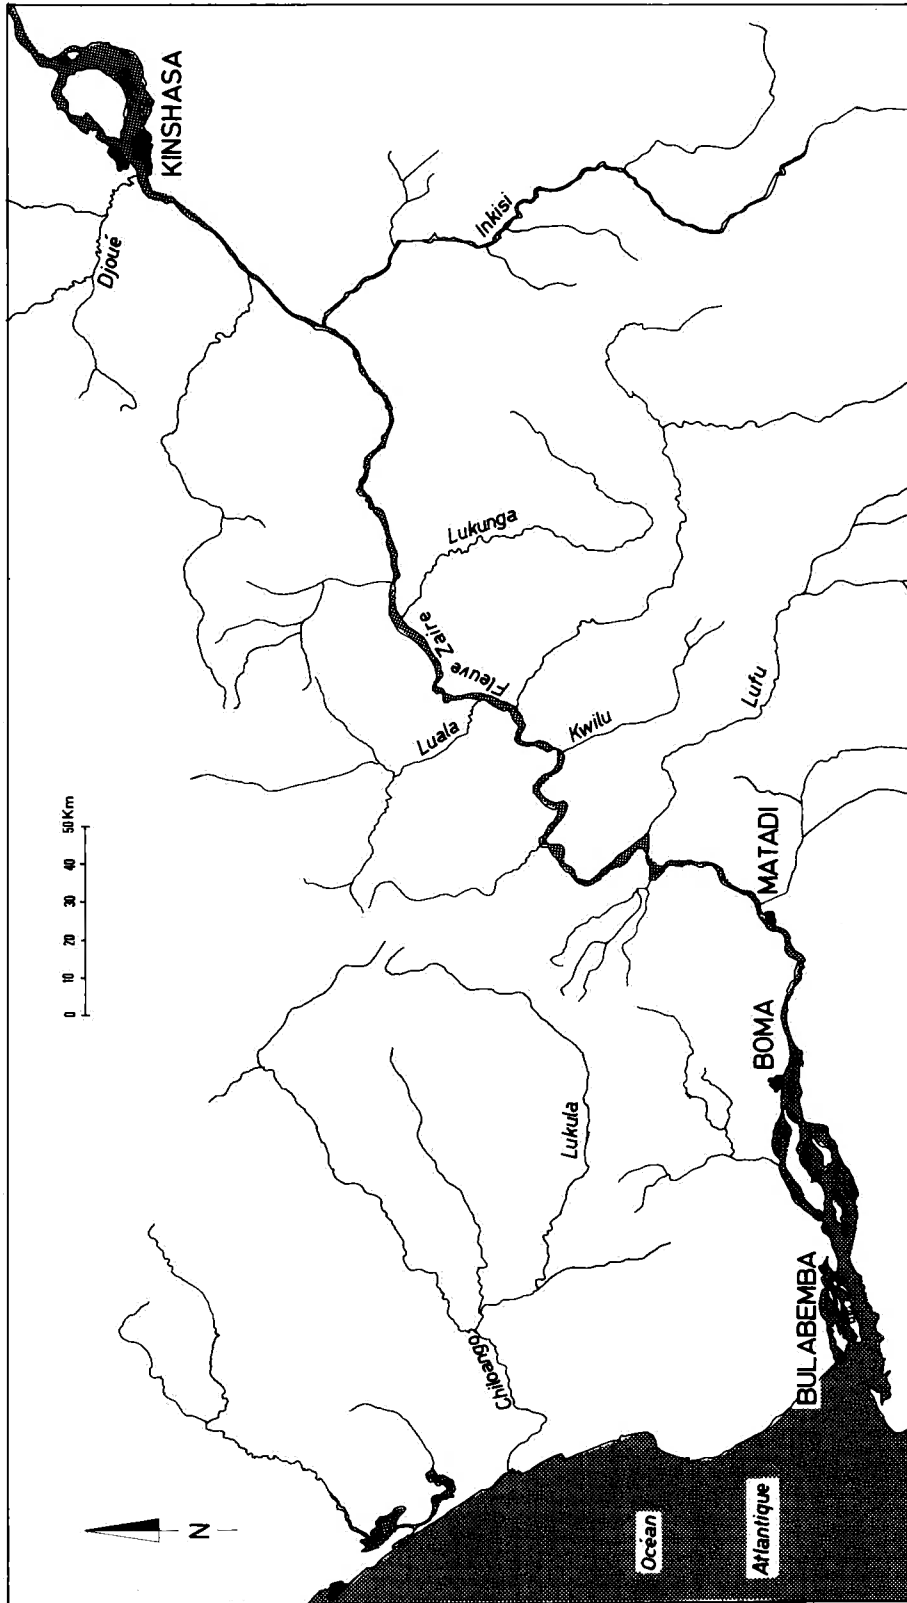 0 10 20 30 40 50 Km
Djoué
KINSHASA
N
Luala
Fleuve Zaire
Lukunga
Inkisi
Chiloango
Lukula
Kwilu
Océan
Atlantique
Lufu
MATADI
BOMA
BULABEMBA